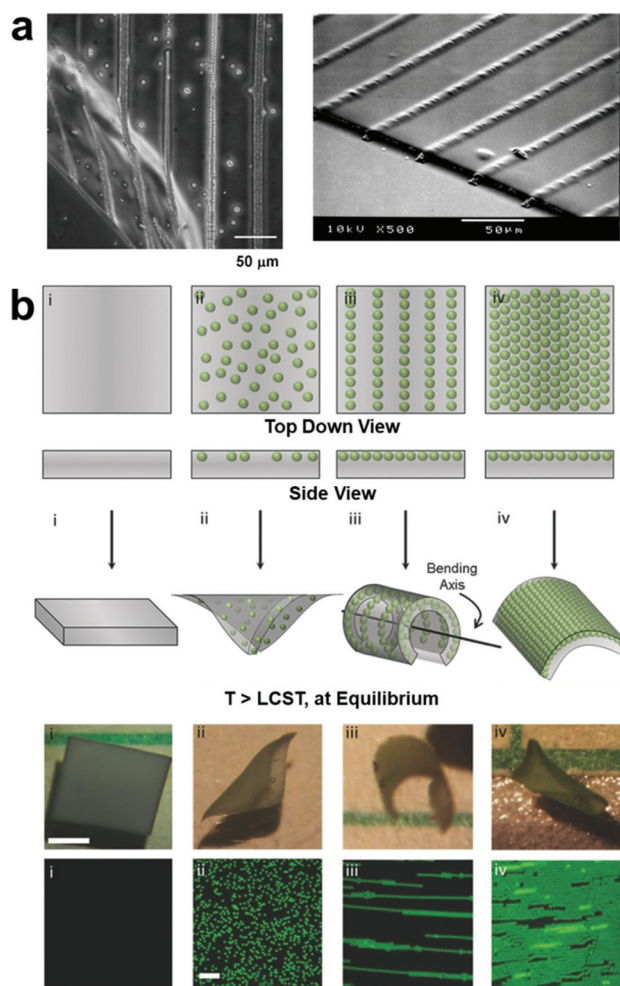 a
50 μm
10kV X500 50μm
b
i ii iii iv
Top Down View
Side View
i ii iii iv
Bending
Axis
T > LCST, at Equilibrium
i ii iii iv
i ii iii iv